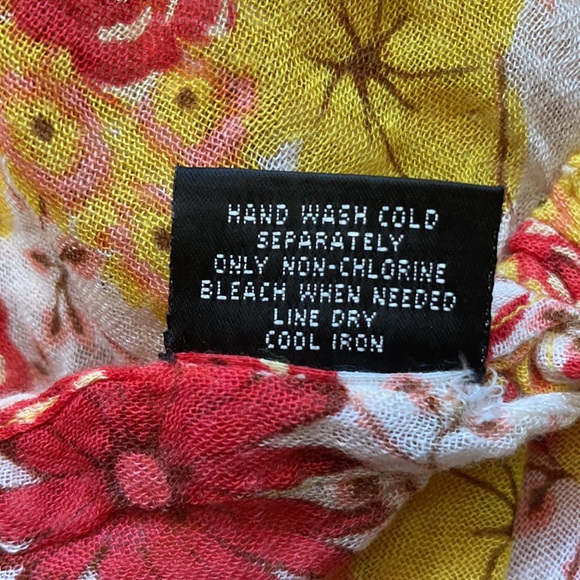 HAND WASH COLD
SEPARATELY
ONLY NON-CHLORINE
BLEACH WHEN NEEDED
LINE DRY
COOL IRON